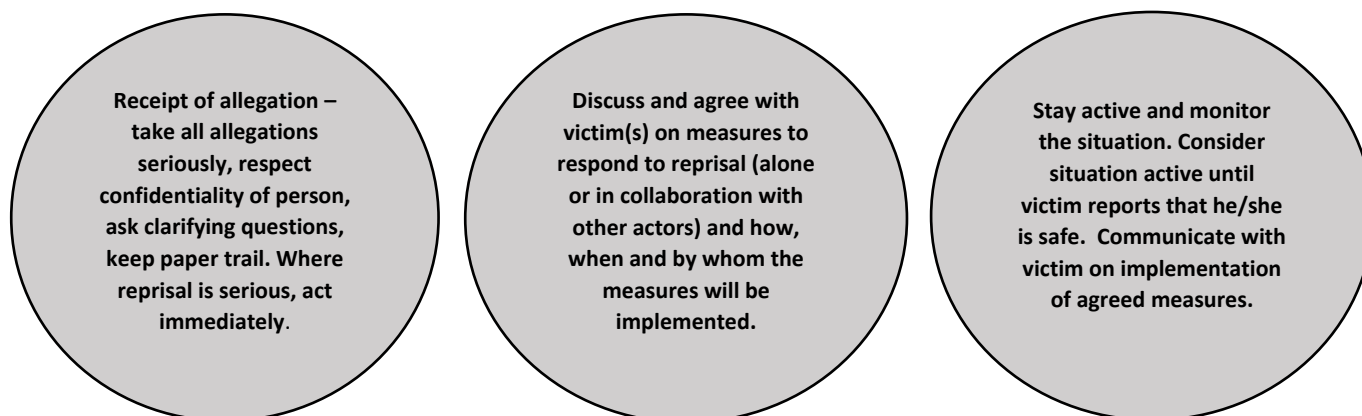 Receipt of allegation –
take all allegations
seriously, respect
confidentiality of person,
ask clarifying questions,
keep paper trail. Where
reprisal is serious, act
immediately.
Discuss and agree with
victim(s) on measures to
respond to reprisal (alone
or in collaboration with
other actors) and how,
when and by whom the
measures will be
implemented.
Stay active and monitor
the situation. Consider
situation active until
victim reports that he/she
is safe.  Communicate with
victim on implementation
of agreed measures.